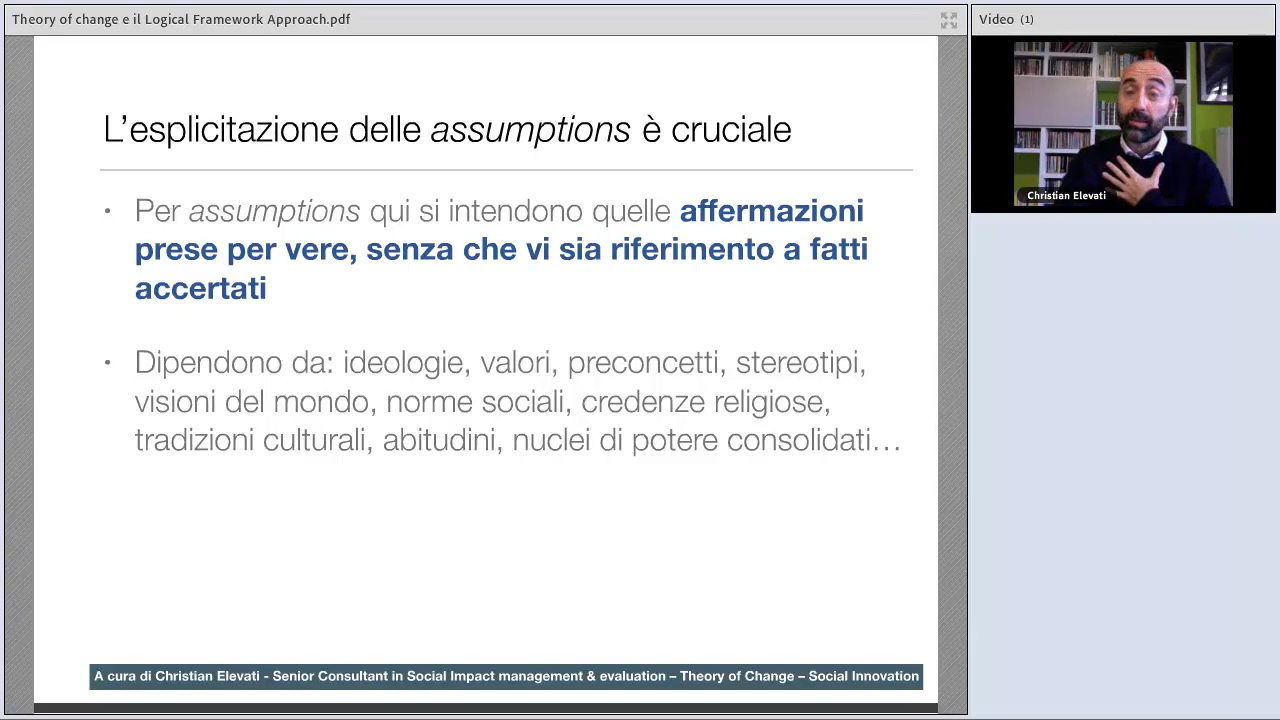 Theory of change e il Logical Framework Approach.pdf
Video (1)
L’esplicitazione delle assumptions è cruciale
• Per assumptions qui si intendono quelle affermazioni
prese per vere, senza che vi sia riferimento a fatti
accertati
• Dipendono da: ideologie, valori, preconcetti, stereotipi,
visioni del mondo, norme sociali, credenze religiose,
tradizioni culturali, abitudini, nuclei di potere consolidati…
A cura di Christian Elevati - Senior Consultant in Social Impact management & evaluation – Theory of Change – Social Innovation
Christian Elevati